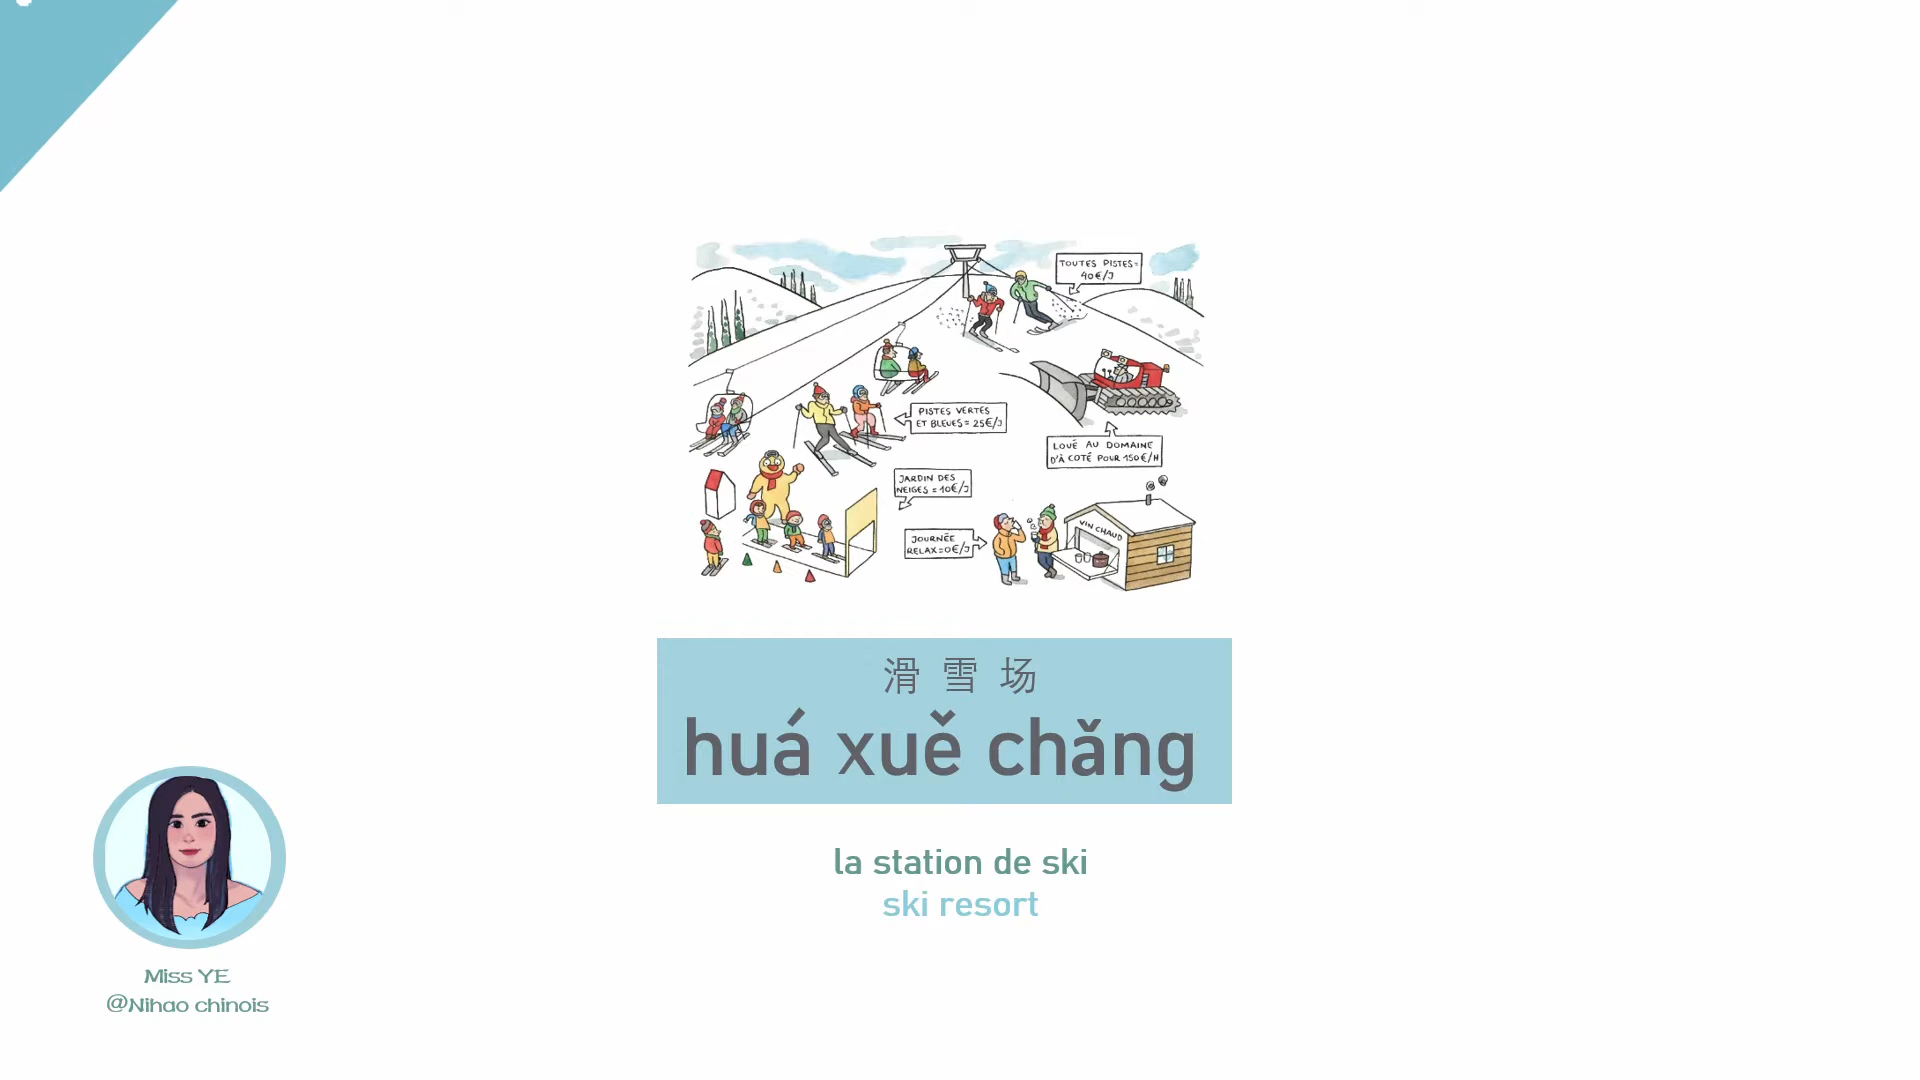 TOUTES PISTES=
40€/J
PISTES VERTES
ET BLEUES = 25€/J
LOUÉ AU DOMAINE
D'À COTÉ POUR 150€/H
JARDIN DES
NEIGES = 10€/J
JOURNÉE
RELAX=0€/J
VIN CHAUD
滑 雪 场
huá xuě chǎng
la station de ski
ski resort
Miss YE
@Nihao chinois